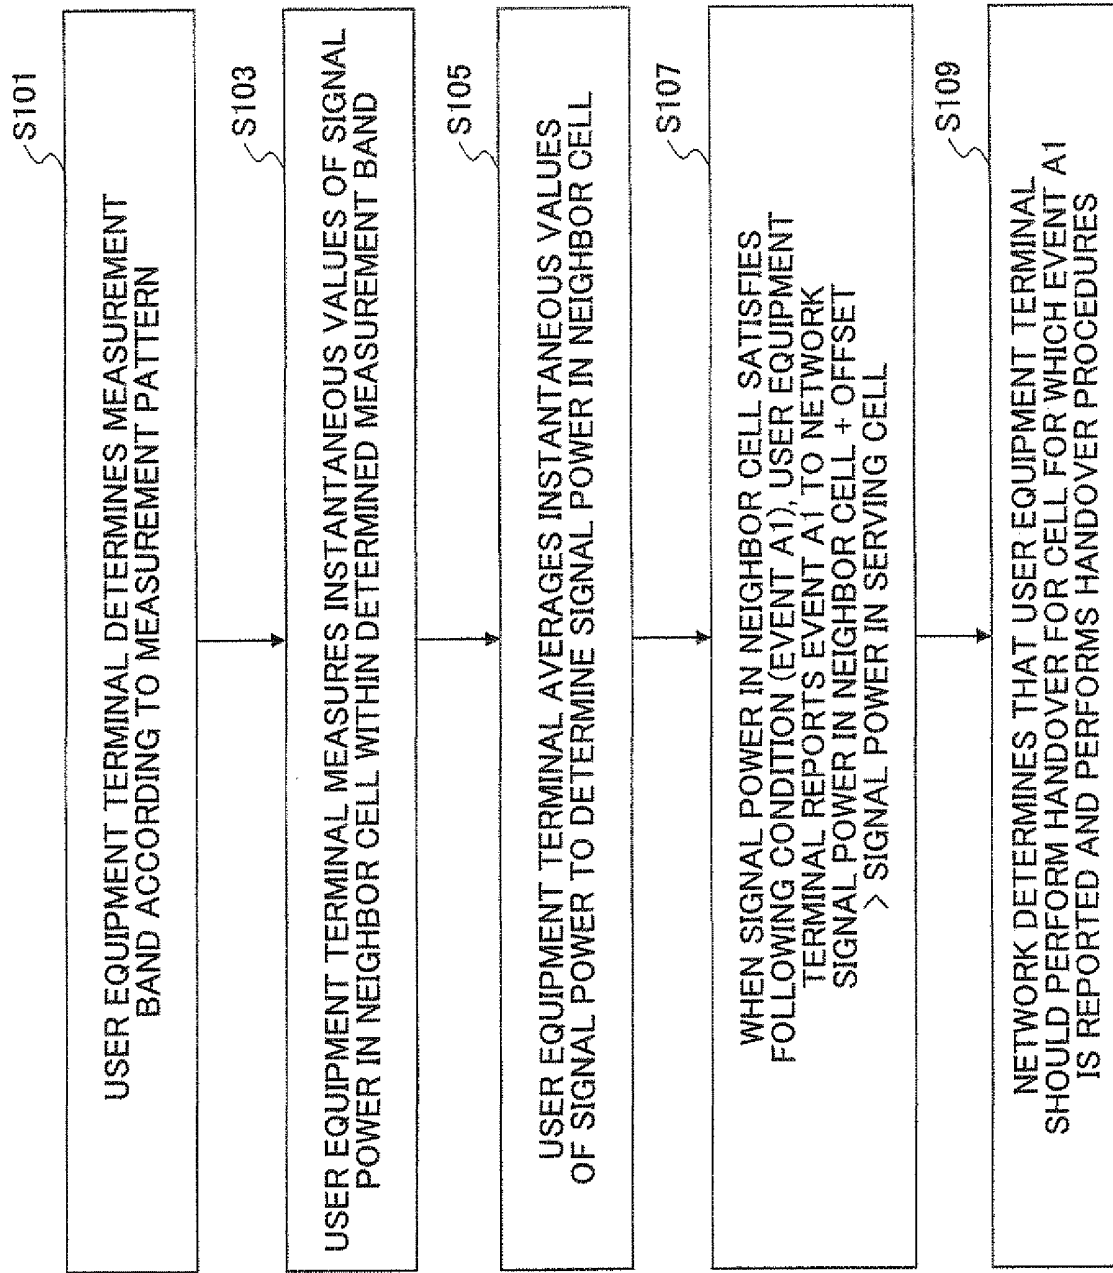 S101
USER EQUIPMENT TERMINAL DETERMINES MEASUREMENT
BAND ACCORDING TO MEASUREMENT PATTERN
S103
USER EQUIPMENT TERMINAL MEASURES INSTANTANEOUS VALUES OF SIGNAL
POWER IN NEIGHBOR CELL WITHIN DETERMINED MEASUREMENT BAND
S105
USER EQUIPMENT TERMINAL AVERAGES INSTANTANEOUS VALUES
OF SIGNAL POWER TO DETERMINE SIGNAL POWER IN NEIGHBOR CELL
S107
WHEN SIGNAL POWER IN NEIGHBOR CELL SATISFIES
FOLLOWING CONDITION (EVENT A1), USER EQUIPMENT
TERMINAL REPORTS EVENT A1 TO NETWORK
SIGNAL POWER IN NEIGHBOR CELL + OFFSET
> SIGNAL POWER IN SERVING CELL
S109
NETWORK DETERMINES THAT USER EQUIPMENT TERMINAL
SHOULD PERFORM HANDOVER FOR CELL FOR WHICH EVENT A1
IS REPORTED AND PERFORMS HANDOVER PROCEDURES